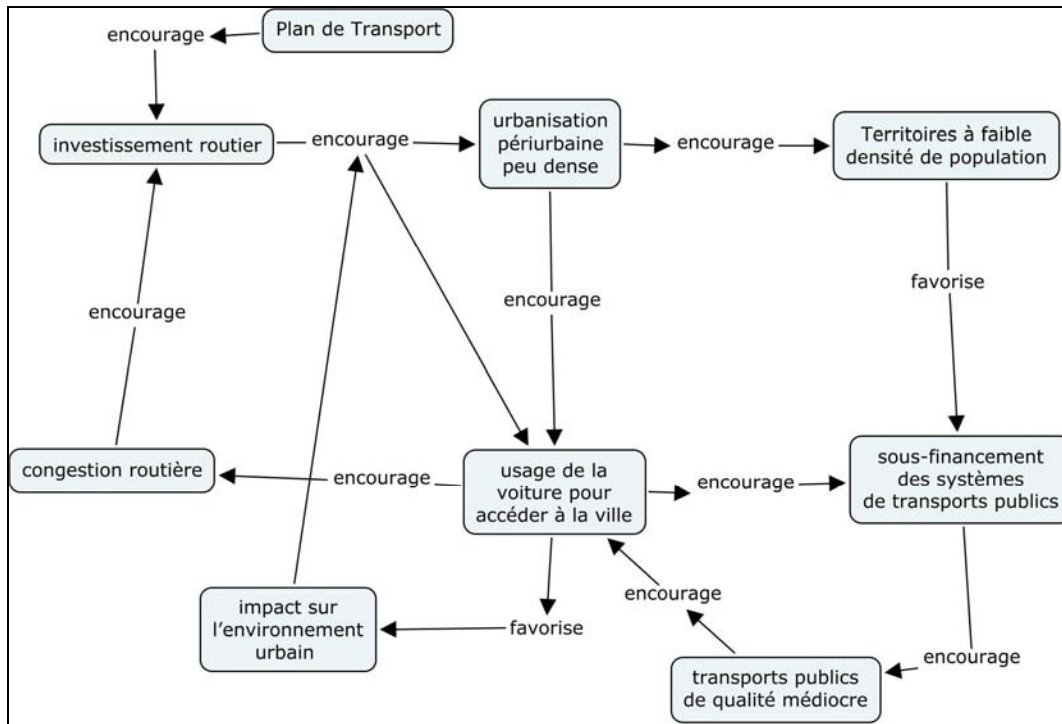 Plan de Transport
encourage
investissement routier
encourage
urbanisation
périurbaine
peu dense
encourage
Territoires à faible
densité de population
encourage
encourage
favorise
congestion routière
encourage
usage de la
voiture pour
accéder à la ville
encourage
sous-financement
des systèmes
de transports publics
impact sur
l'environnement
urbain
favorise
encourage
encourage
transports publics
de qualité médiocre